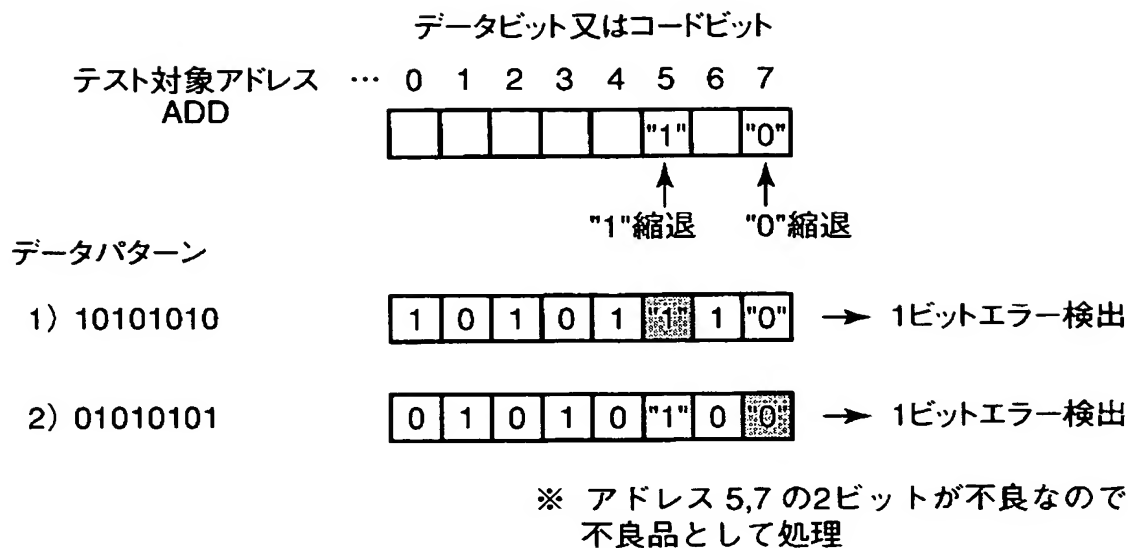 データビット又はコードビット
テスト対象アドレス … 0 1 2 3 4 5 6 7
ADD
"1" "0"
"1"縮退 "0"縮退
データパターン
1) 10101010 1 0 1 0 1 "1" 1 "0" → 1ビットエラー検出
2) 01010101 0 1 0 1 0 "1" 0 "0" → 1ビットエラー検出
※ アドレス 5,7 の2ビットが不良なので
不良品として処理